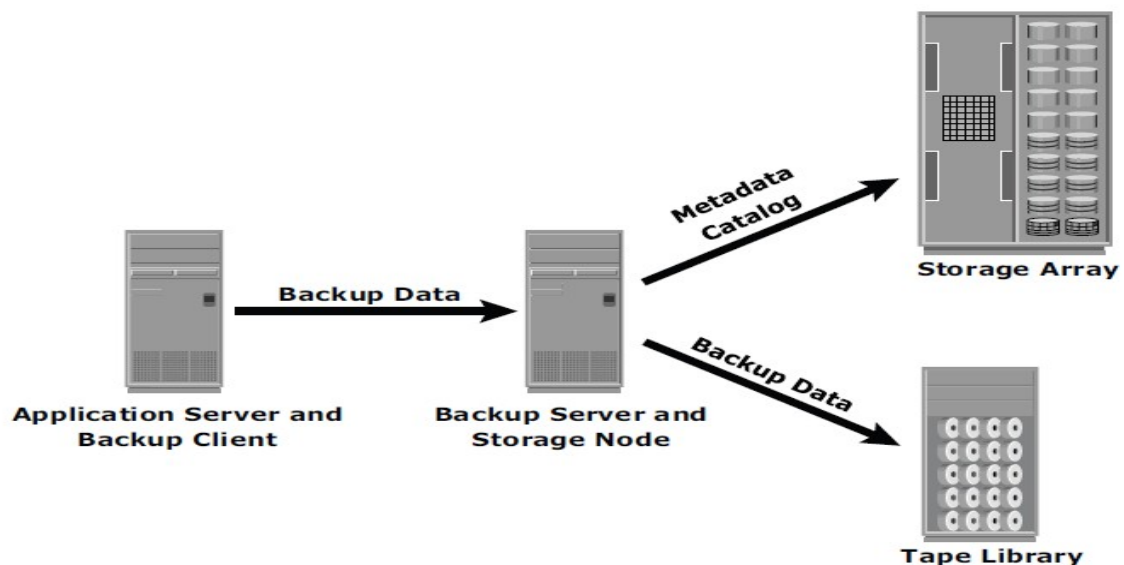 Metadata
Catalog
Storage Array
Backup Data
Application Server and
Backup Client
Backup Server and
Storage Node
Backup Data
Tape Library